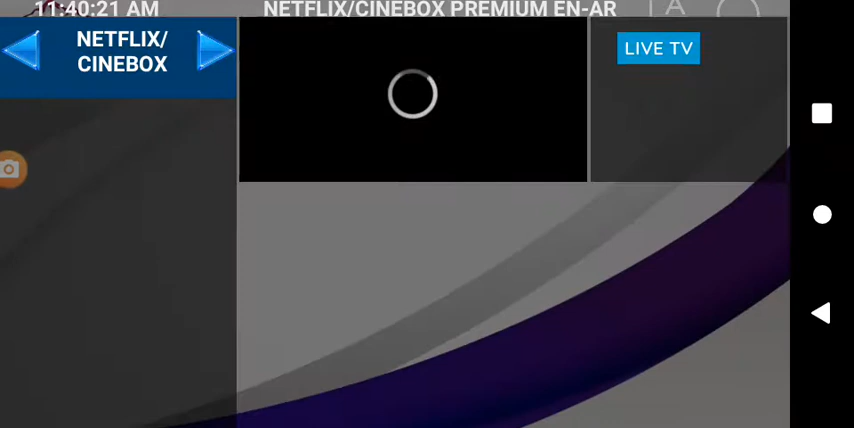 11:40:21 AM
NETFLIX/CINEBOX PREMIUM EN-AR
A
NETFLIX/
CINEBOX
LIVE TV